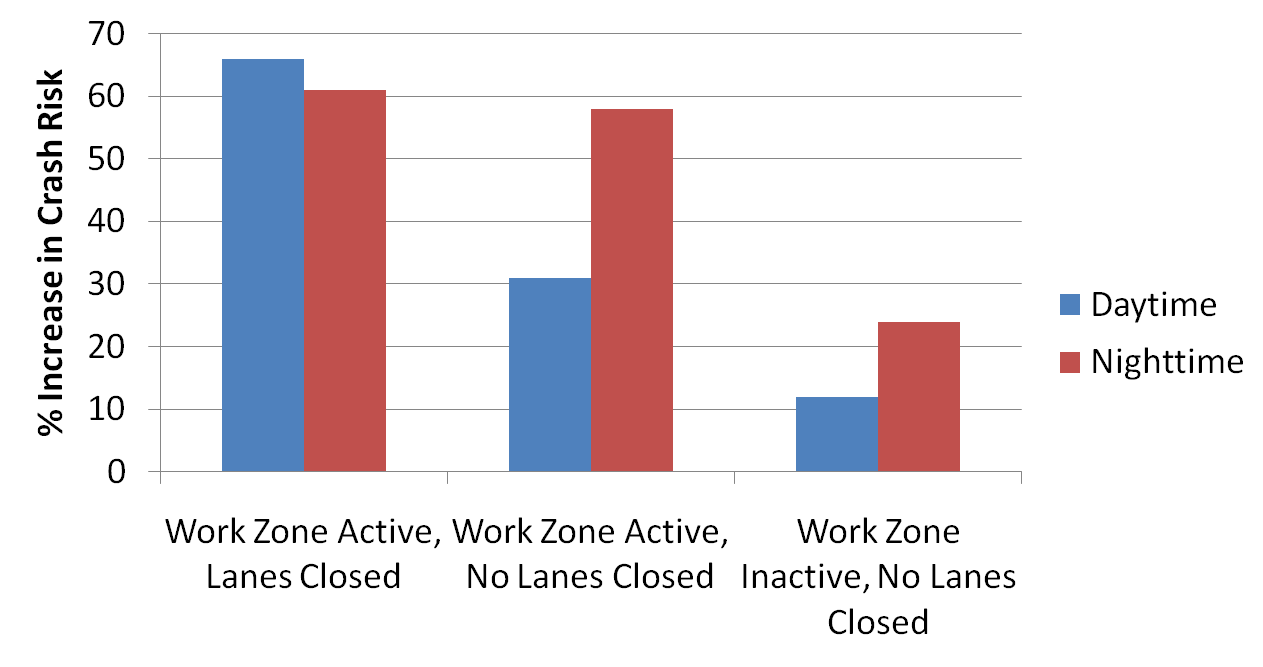 % Increase in Crash Risk
70
60
50
40
30
20
10
0
Work Zone Active,
Lanes Closed
Work Zone Active,
No Lanes Closed
Work Zone
Inactive, No Lanes
Closed
Daytime
Nighttime